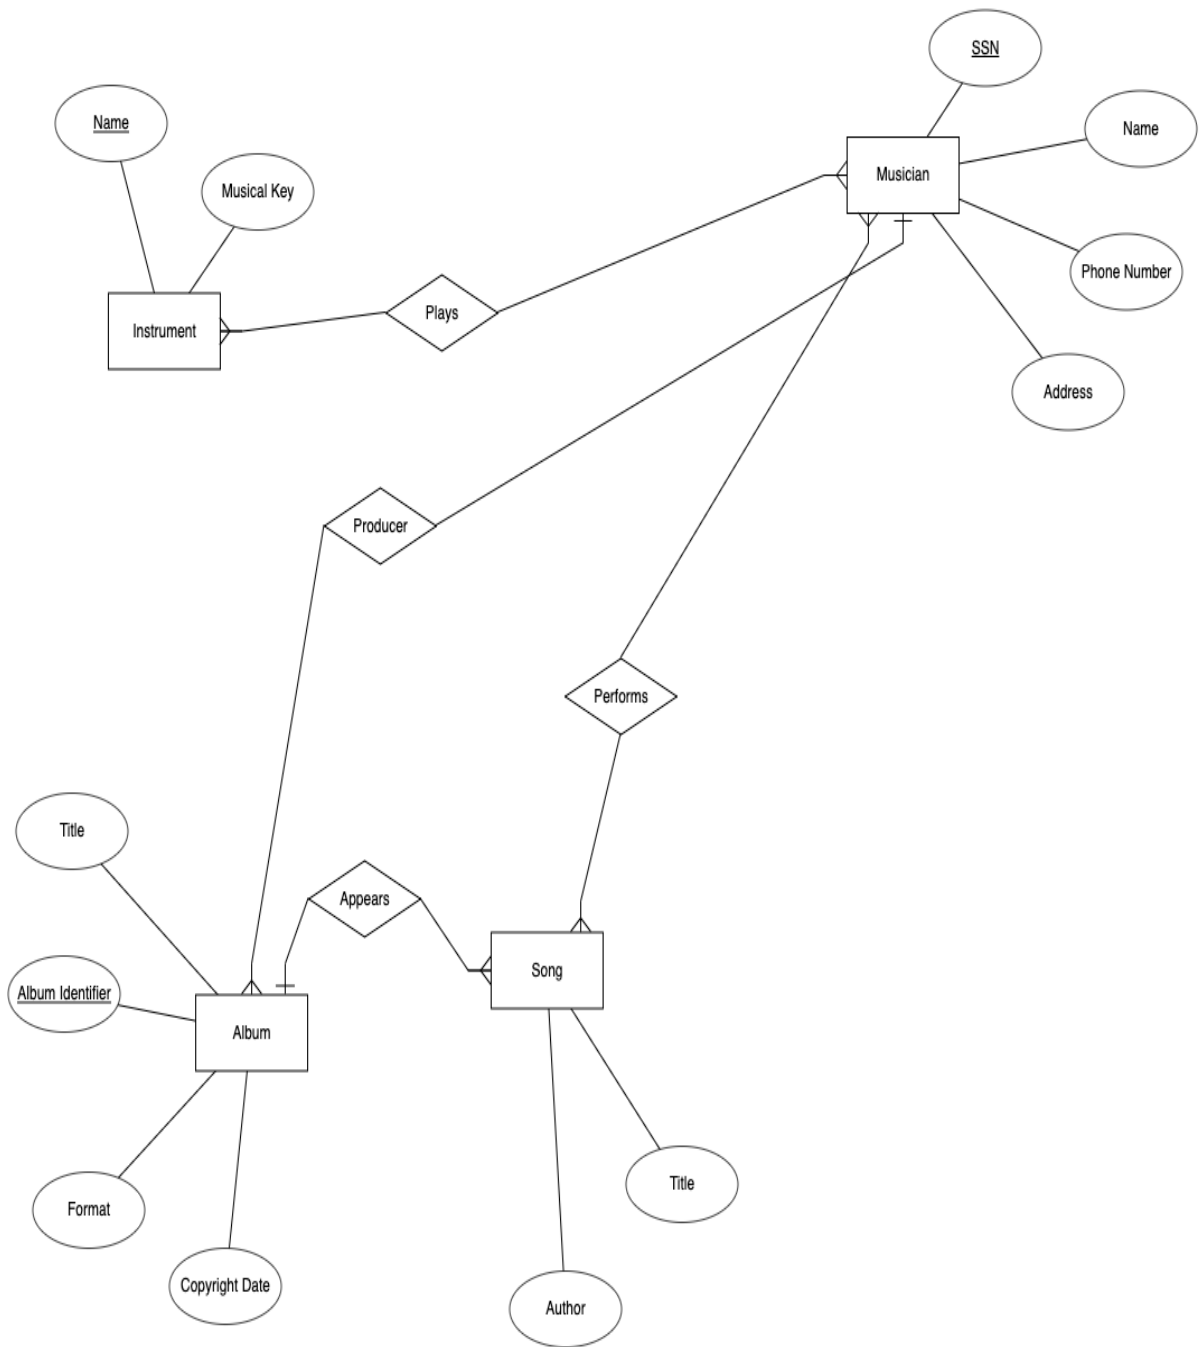 SSN
Name
Name
Musician
Musical Key
Phone Number
Plays
Instrument
Address
Producer
Performs
Title
Appears
Song
Album Identifier
Album
Title
Format
Copyright Date
Author